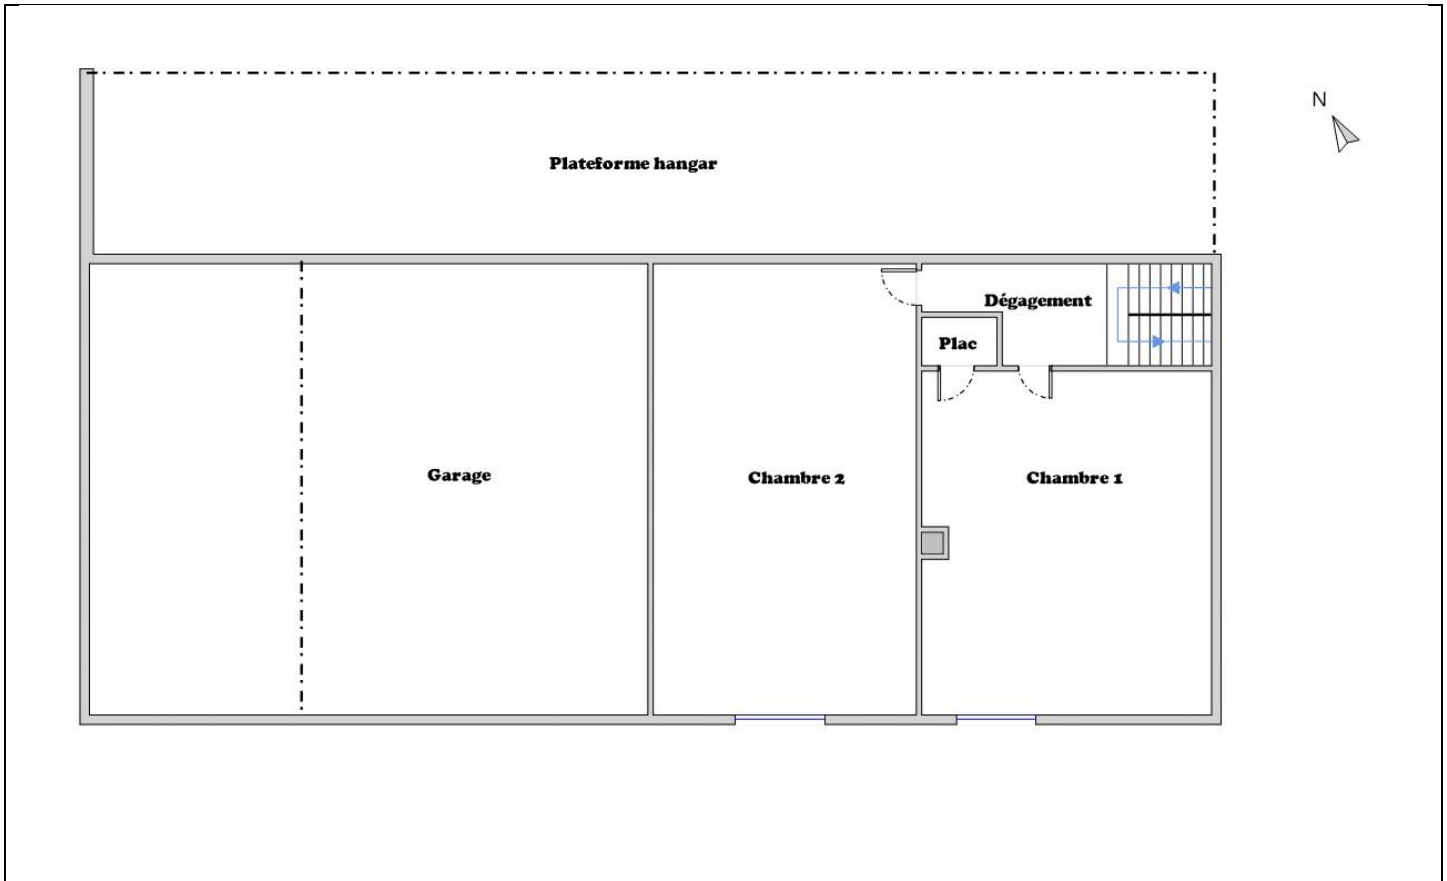 N
Plateforme hangar
Dégagement
Plac
Garage
Chambre 2
Chambre 1